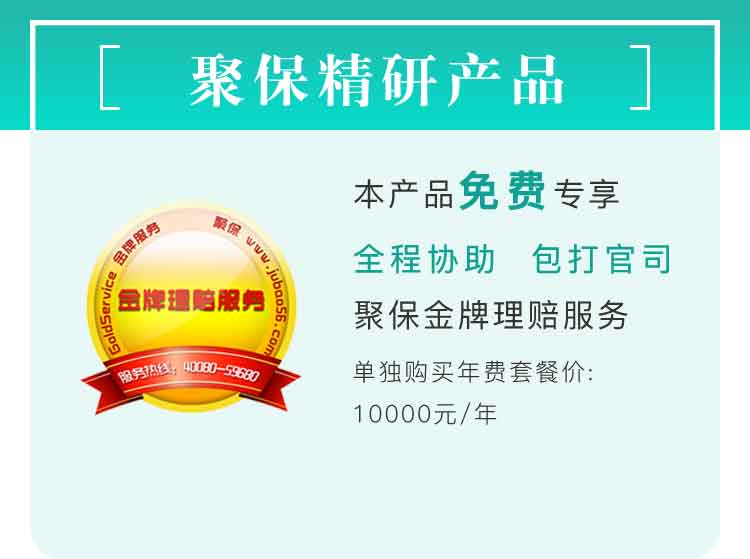 聚保精研产品
本产品免费专享
全程协助 包打官司
聚保金牌理赔服务
单独购买年费套餐价:
10000元/年
GoldService 金牌服务 聚保 www.jubao56.com
金牌理赔服务
服务热线：40080-59680